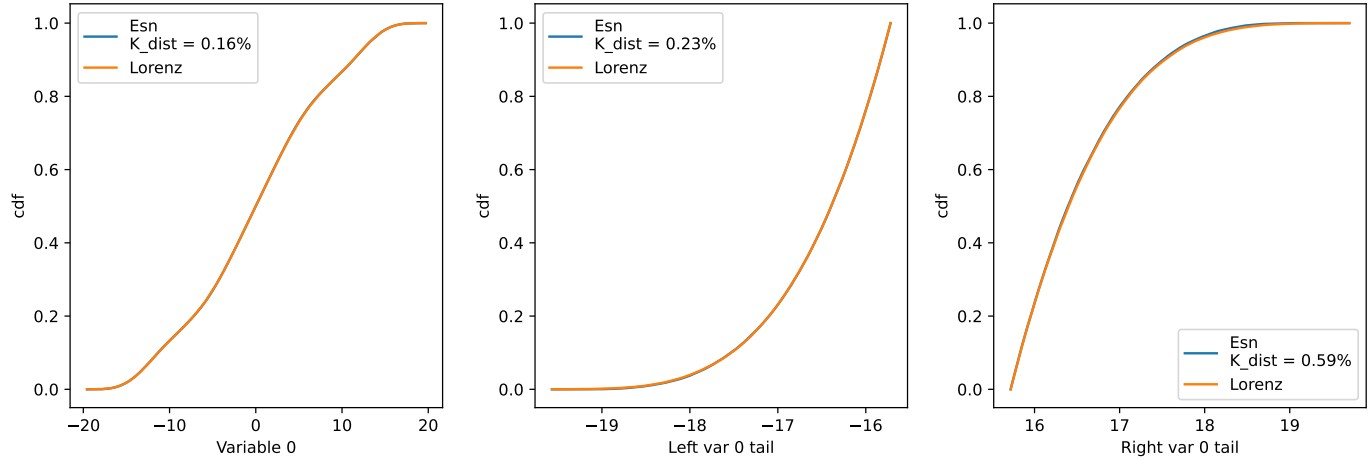 1.0
0.8
0.6
0.4
0.2
0.0
cdf
Esn
K_dist = 0.16%
Lorenz
−20
−10
0
10
20
Variable 0
1.0
0.8
0.6
0.4
0.2
0.0
cdf
Esn
K_dist = 0.23%
Lorenz
−19
−18
−17
−16
Left var 0 tail
1.0
0.8
0.6
0.4
0.2
0.0
cdf
Esn
K_dist = 0.59%
Lorenz
16
17
18
19
Right var 0 tail